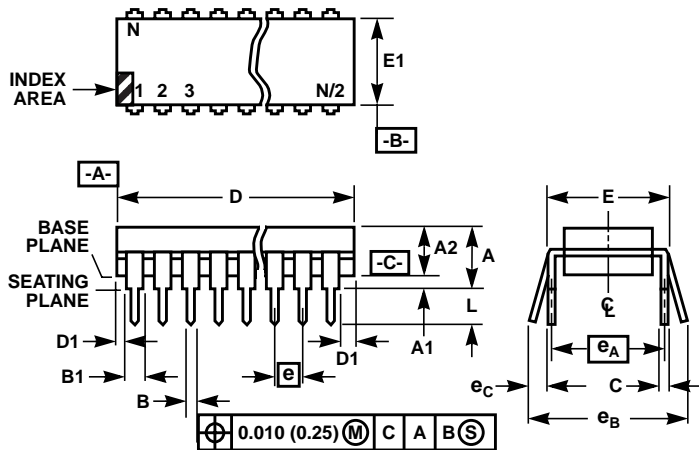 N
E1
INDEX
AREA
1 2 3 N/2
-B-
-A-
D
E
BASE
PLANE
A2
A
-C-
SEATING
PLANE
L
CL
D1
A1
D1
eA
B1
e
eC
C
B
eB
0.010 (0.25) M C A B S